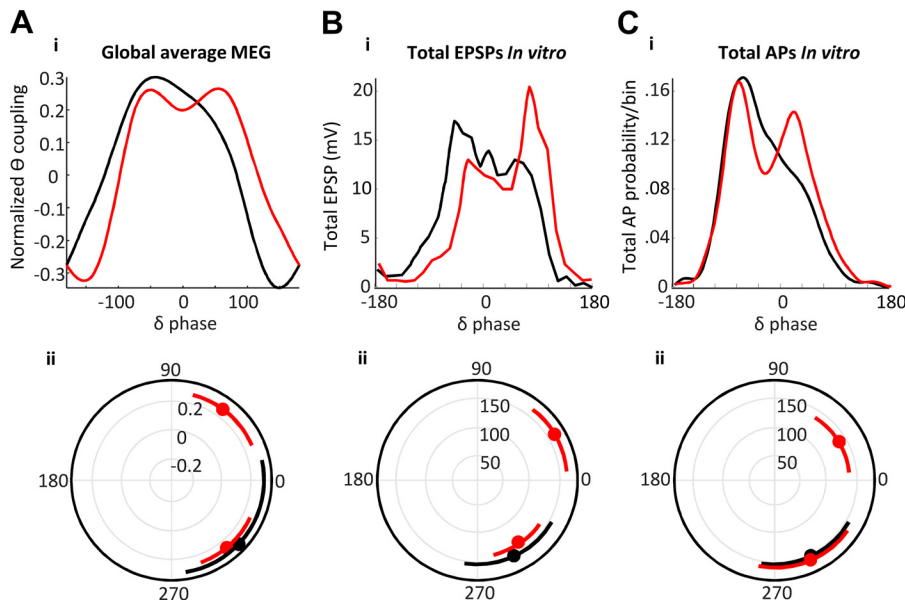 A
i
Global average MEG
Normalized Θ coupling
0.3
0.2
0.1
0
-0.1
-0.2
-0.3
-100
0
100
δ phase
ii
90
0.2
0
-0.2
180
0
270
B
i
Total EPSPs In vitro
Total EPSP (mV)
20
15
10
5
0
-180
0
180
δ phase
ii
90
150
100
50
180
0
270
C
i
Total APs In vitro
Total AP probability/bin
.16
.12
.08
.04
0
-180
0
180
δ phase
ii
90
150
100
50
180
0
270